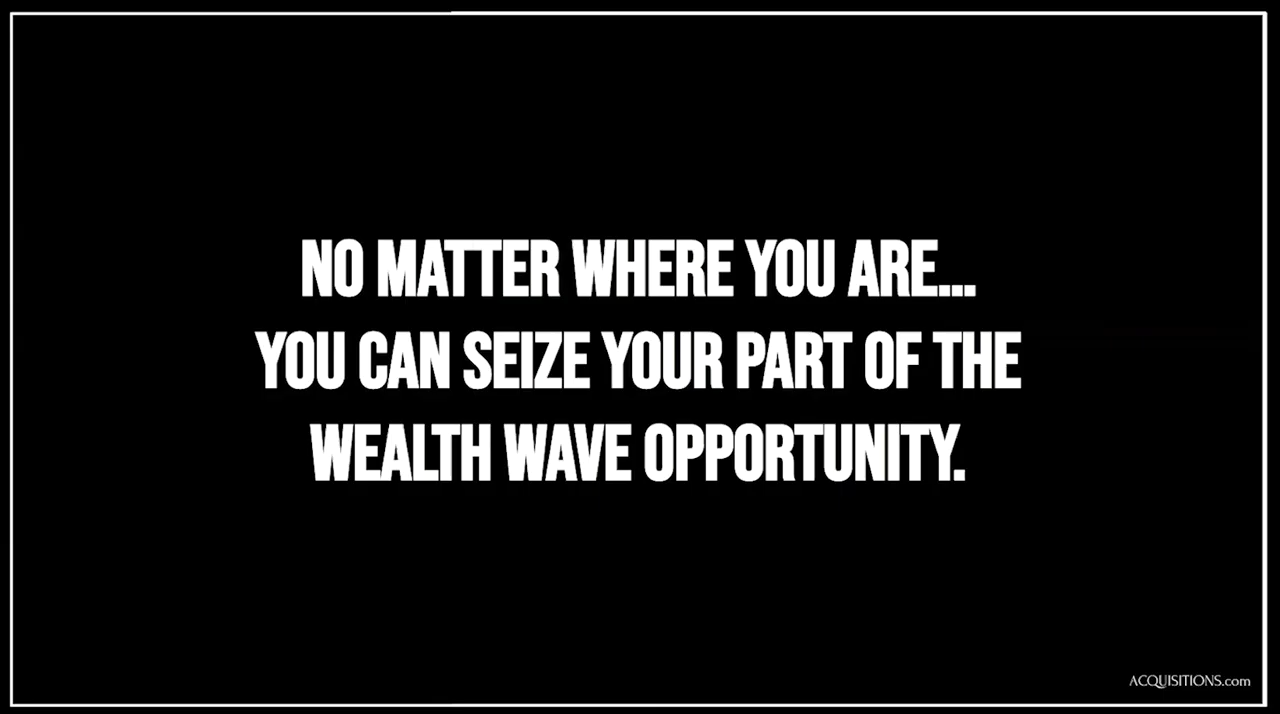 NO MATTER WHERE YOU ARE...
YOU CAN SEIZE YOUR PART OF THE
WEALTH WAVE OPPORTUNITY.
ACQUISITIONS.com